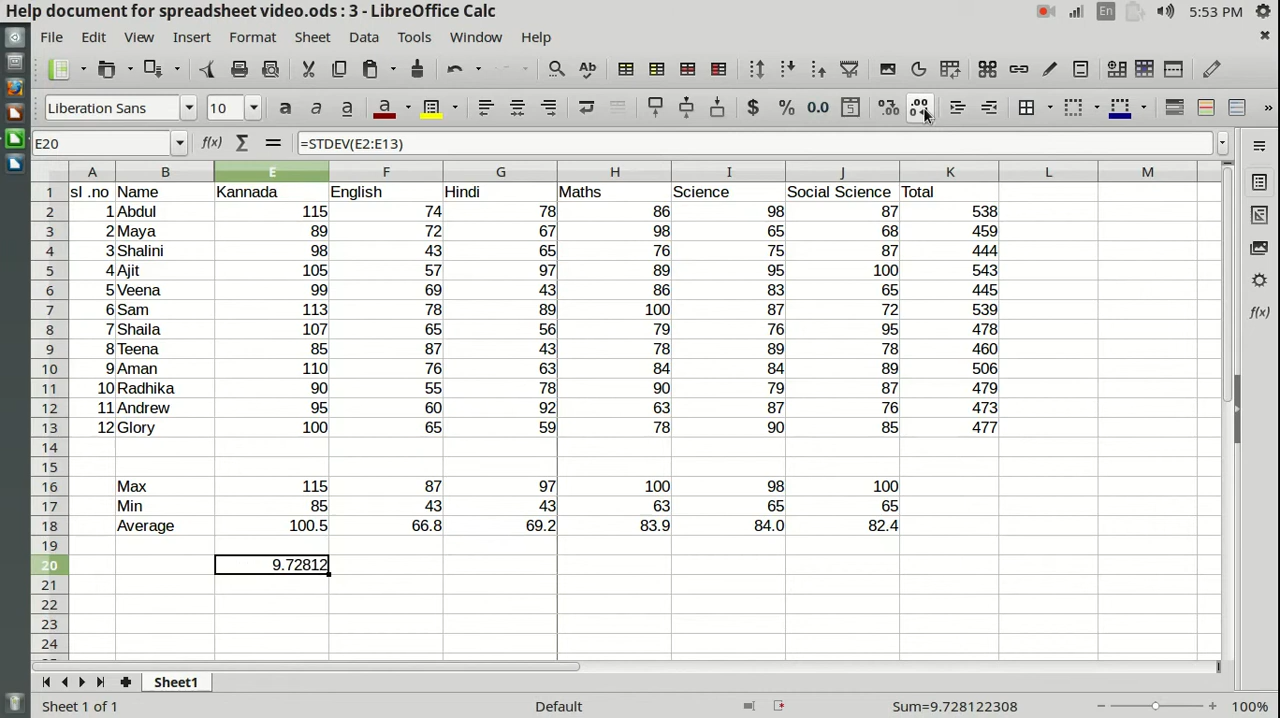 Help document for spreadsheet video.ods : 3 - LibreOffice Calc En 5:53 PM
File Edit View Insert Format Sheet Data Tools Window Help
Liberation Sans 10 a a a a $ % 0.0
E20 f(x) Σ = =STDEV(E2:E13)
A B E F G H I J K L M
1 sl .no Name Kannada English Hindi Maths Science Social Science Total
2 1 Abdul 115 74 78 86 98 87 538
3 2 Maya 89 72 67 98 65 68 459
4 3 Shalini 98 43 65 76 75 87 444
5 4 Ajit 105 57 97 89 95 100 543
6 5 Veena 99 69 43 86 83 65 445
7 6 Sam 113 78 89 100 87 72 539
8 7 Shaila 107 65 56 79 76 95 478
9 8 Teena 85 87 43 78 89 78 460
10 9 Aman 110 76 63 84 84 89 506
11 10 Radhika 90 55 78 90 79 87 479
12 11 Andrew 95 60 92 63 87 76 473
13 12 Glory 100 65 59 78 90 85 477
14
15
16 Max 115 87 97 100 98 100
17 Min 85 43 43 63 65 65
18 Average 100.5 66.8 69.2 83.9 84.0 82.4
19
20 9.72812
21
22
23
24
Sheet1
Sheet 1 of 1 Default Sum=9.728122308 100%